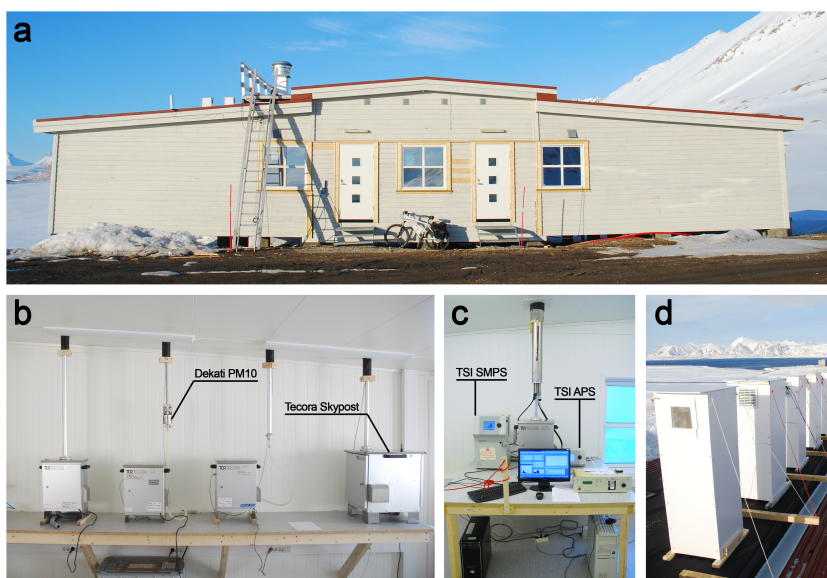 a
b
Dekati PM10
Tecora Skypost
c
TSI SMPS
TSI APS
d